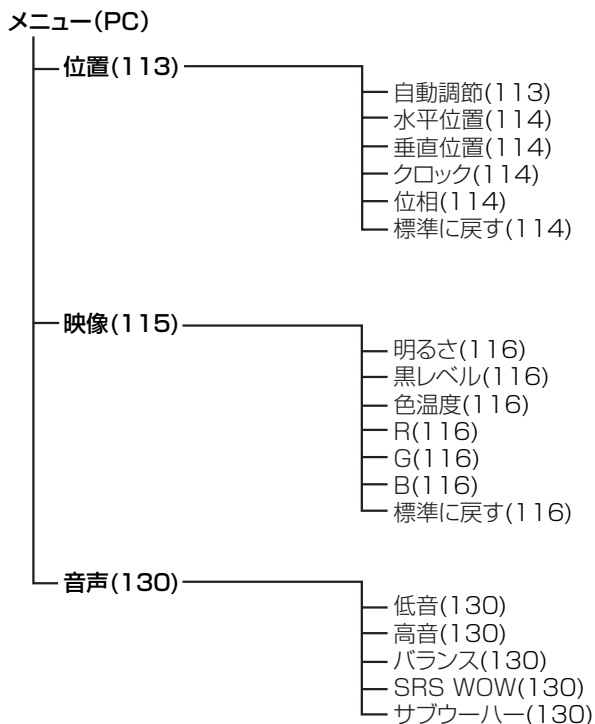 メニュー(PC)
位置(113)
自動調節(113)
水平位置(114)
垂直位置(114)
クロック(114)
位相(114)
標準に戻す(114)
映像(115)
明るさ(116)
黒レベル(116)
色温度(116)
R(116)
G(116)
B(116)
標準に戻す(116)
音声(130)
低音(130)
高音(130)
バランス(130)
SRS WOW(130)
サブウーハー(130)